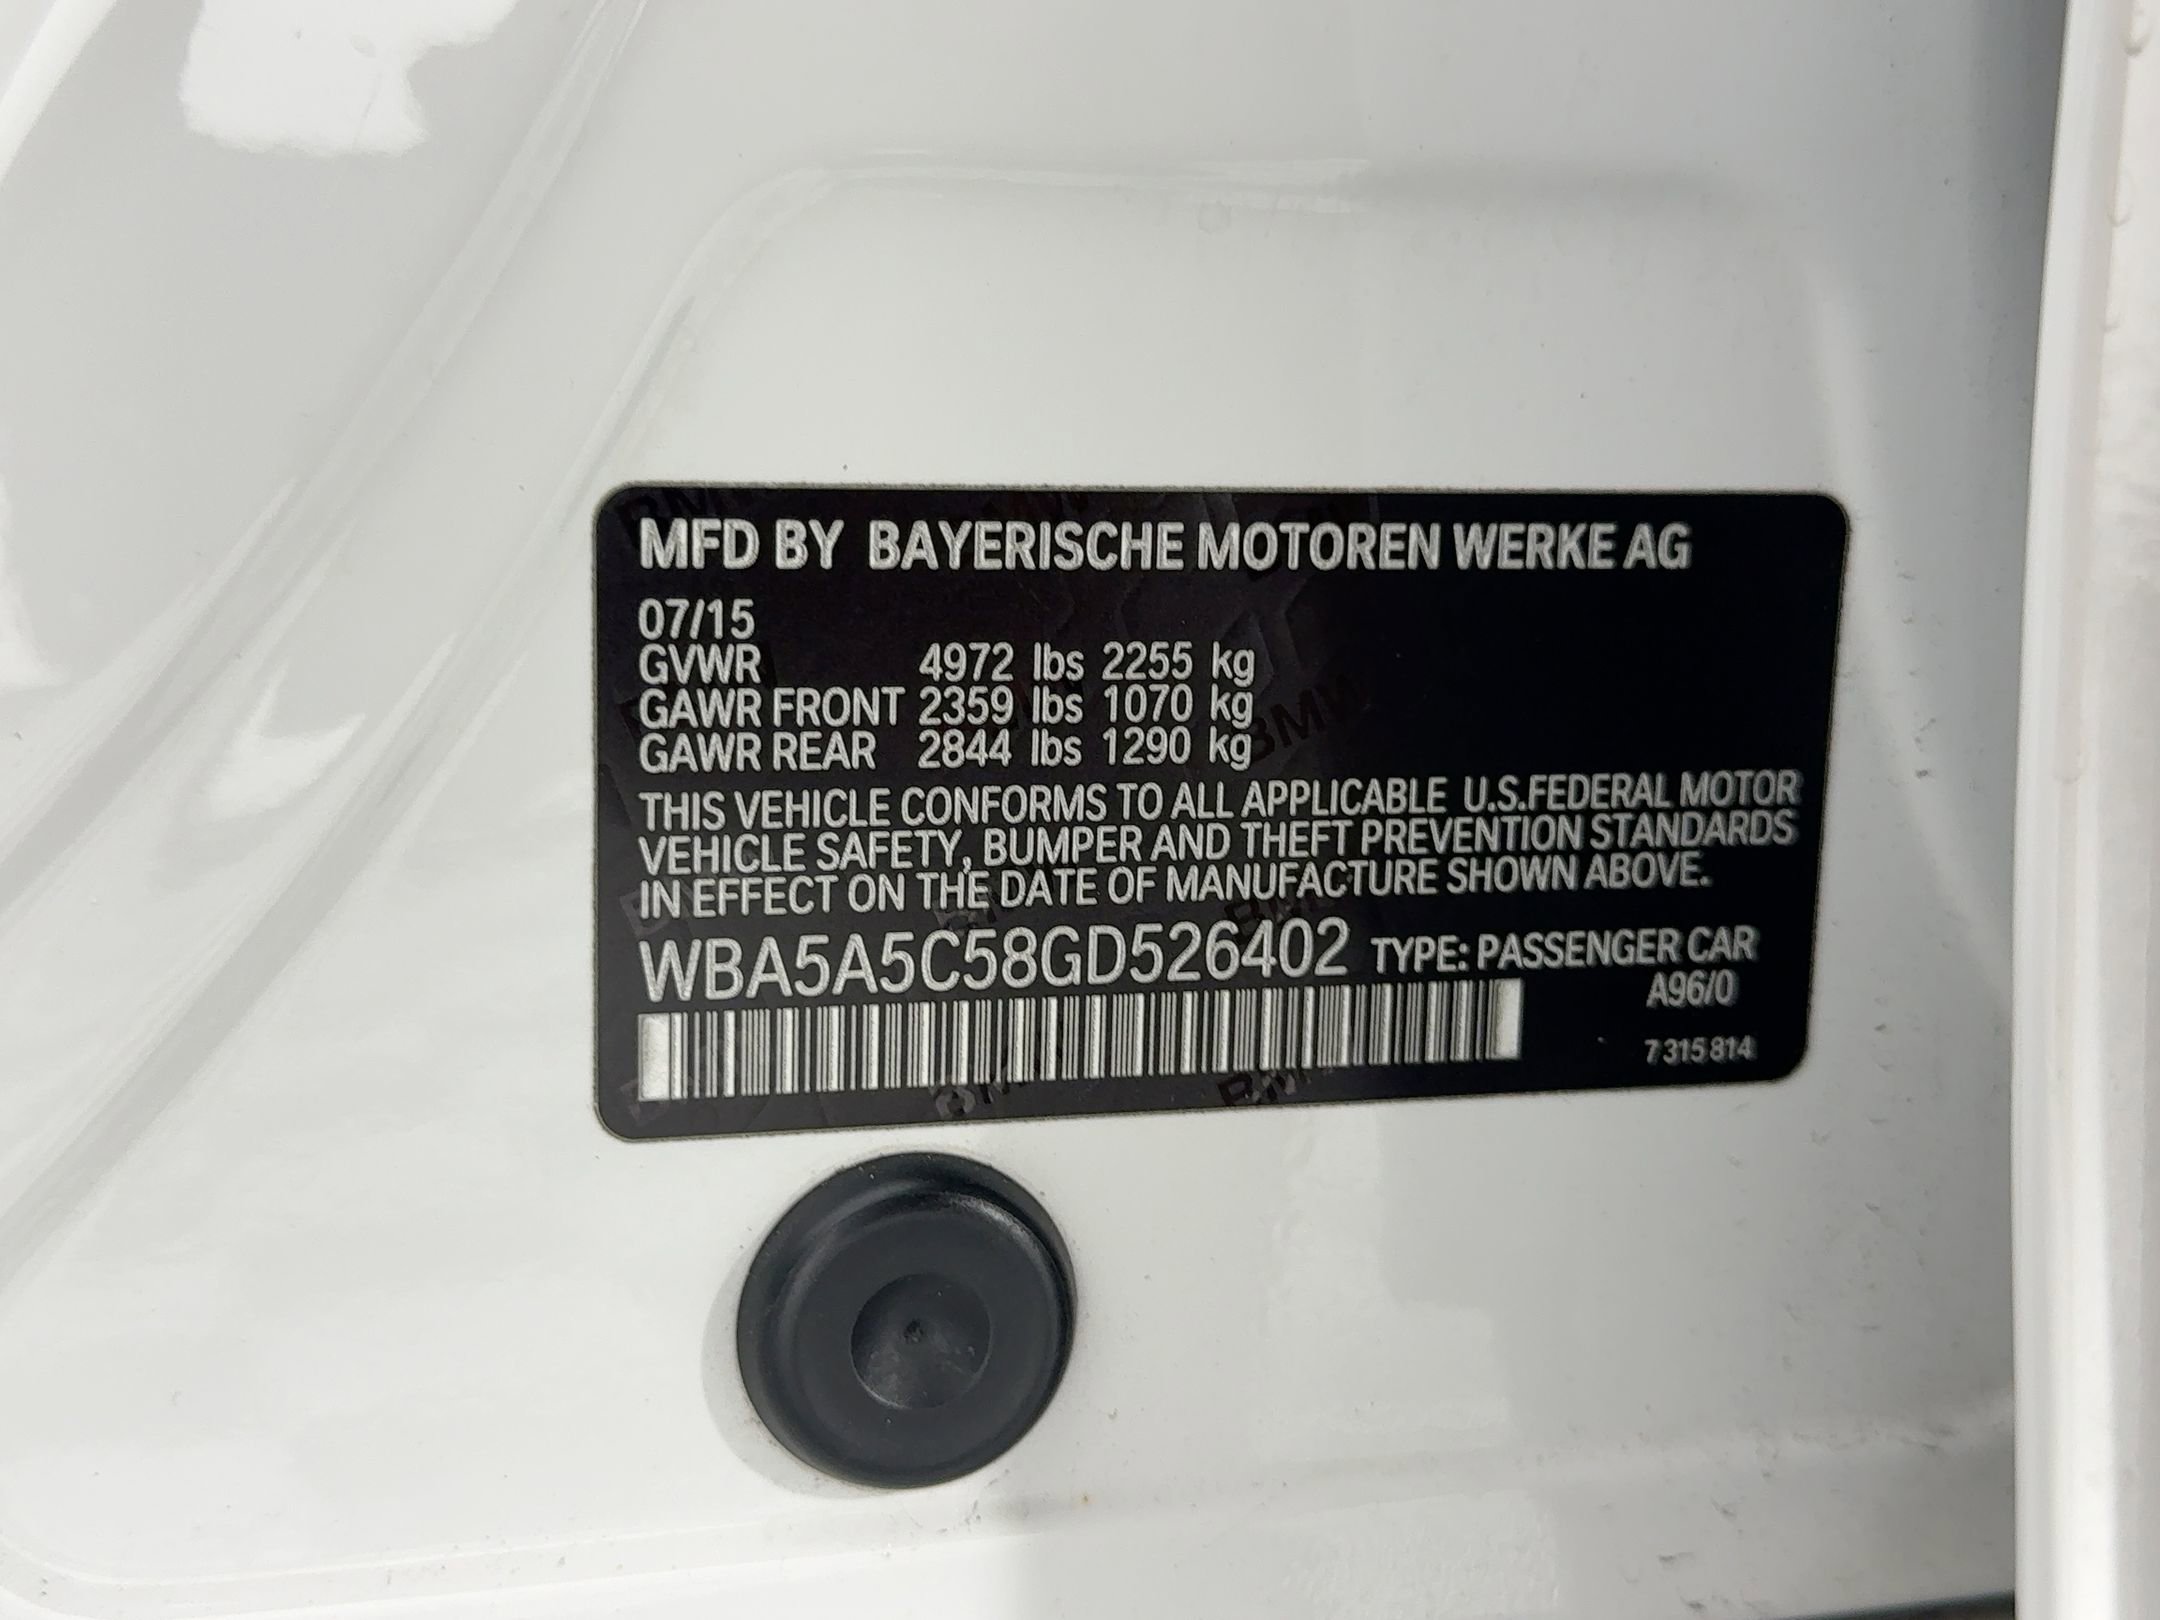 MFD BY BAYERISCHE MOTOREN WERKE AG
07/15
GVWR 4972 lbs 2255 kg
GAWR FRONT 2359 lbs 1070 kg
GAWR REAR 2844 lbs 1290 kg
THIS VEHICLE CONFORMS TO ALL APPLICABLE U.S.FEDERAL MOTOR
VEHICLE SAFETY, BUMPER AND THEFT PREVENTION STANDARDS
IN EFFECT ON THE DATE OF MANUFACTURE SHOWN ABOVE.
WBA5A5C58GD526402 TYPE: PASSENGER CAR
A96/0
7 315 814